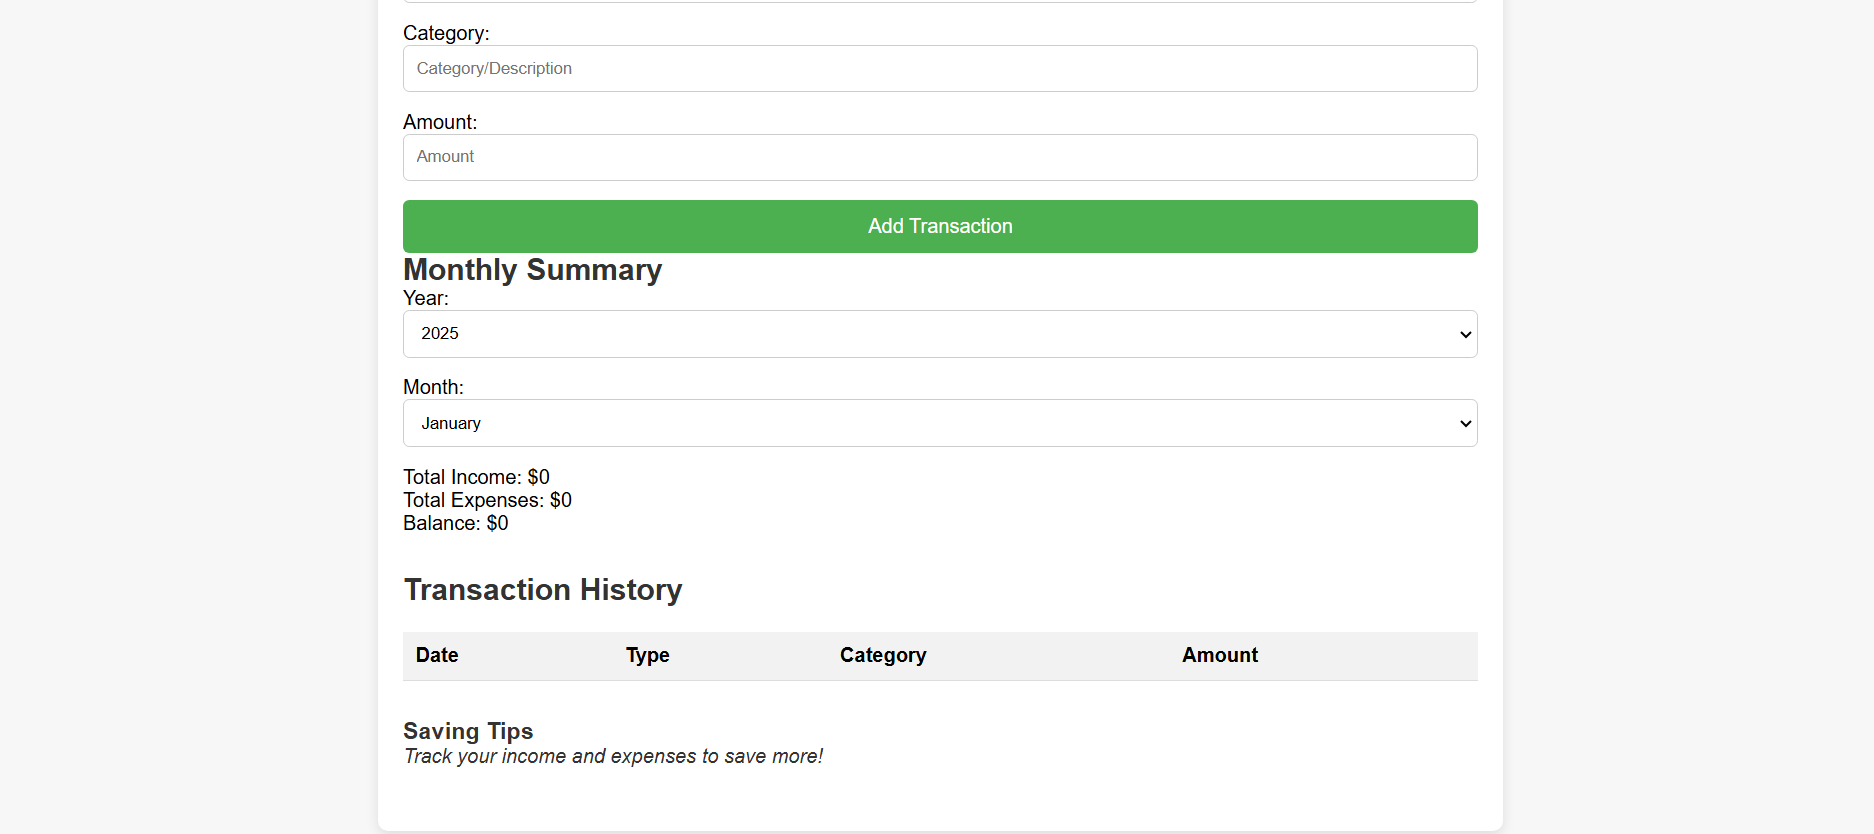 Category:
Category/Description
Amount:
Amount
Add Transaction
Monthly Summary
Year:
2025
Month:
January
Total Income: $0
Total Expenses: $0
Balance: $0
Transaction History
Date Type Category Amount
Saving Tips
Track your income and expenses to save more!